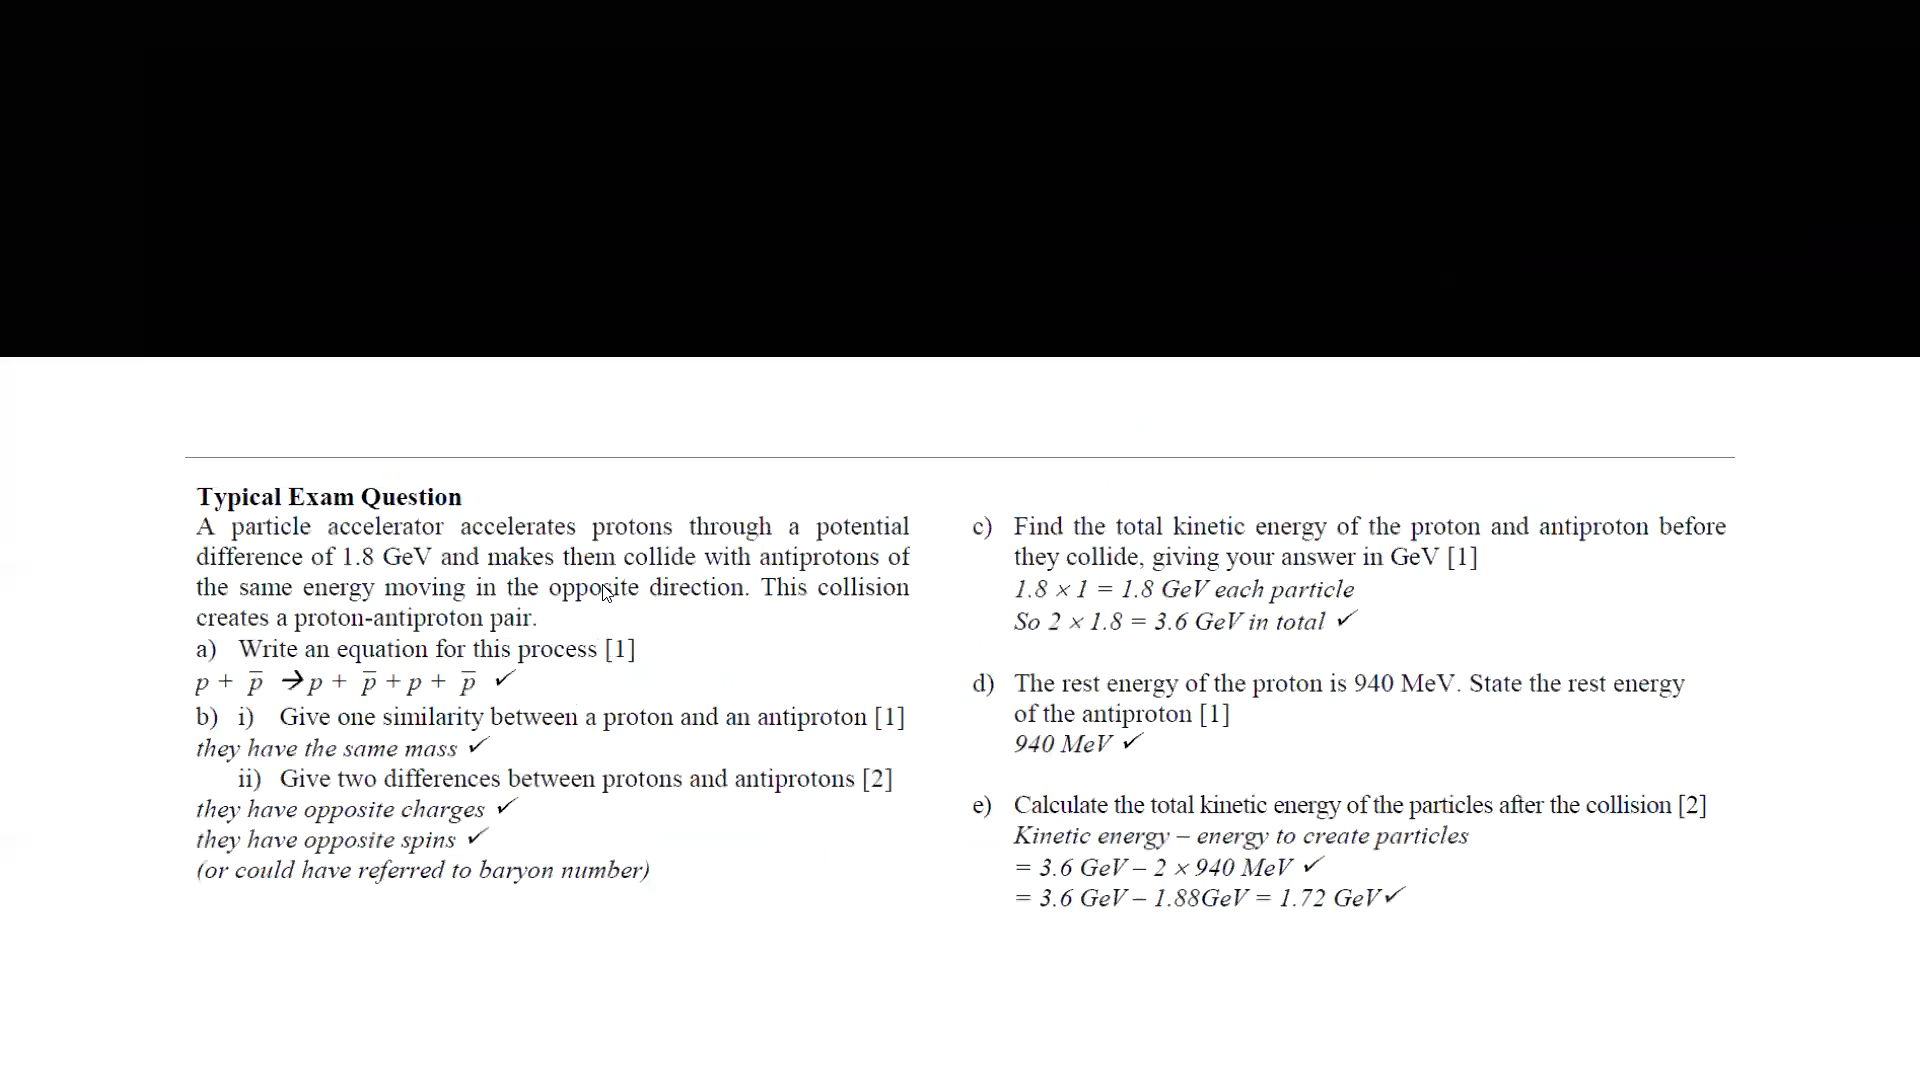 Typical Exam Question
A particle accelerator accelerates protons through a potential
difference of 1.8 GeV and makes them collide with antiprotons of
the same energy moving in the opposite direction. This collision
creates a proton-antiproton pair.
a) Write an equation for this process [1]
p + p̅ → p + p̅ + p + p̅ ✓
b) i) Give one similarity between a proton and an antiproton [1]
they have the same mass ✓
ii) Give two differences between protons and antiprotons [2]
they have opposite charges ✓
they have opposite spins ✓
(or could have referred to baryon number)
c) Find the total kinetic energy of the proton and antiproton before
they collide, giving your answer in GeV [1]
1.8 × 1 = 1.8 GeV each particle
So 2 × 1.8 = 3.6 GeV in total ✓
d) The rest energy of the proton is 940 MeV. State the rest energy
of the antiproton [1]
940 MeV ✓
e) Calculate the total kinetic energy of the particles after the collision [2]
Kinetic energy – energy to create particles
= 3.6 GeV – 2 × 940 MeV ✓
= 3.6 GeV – 1.88GeV = 1.72 GeV✓